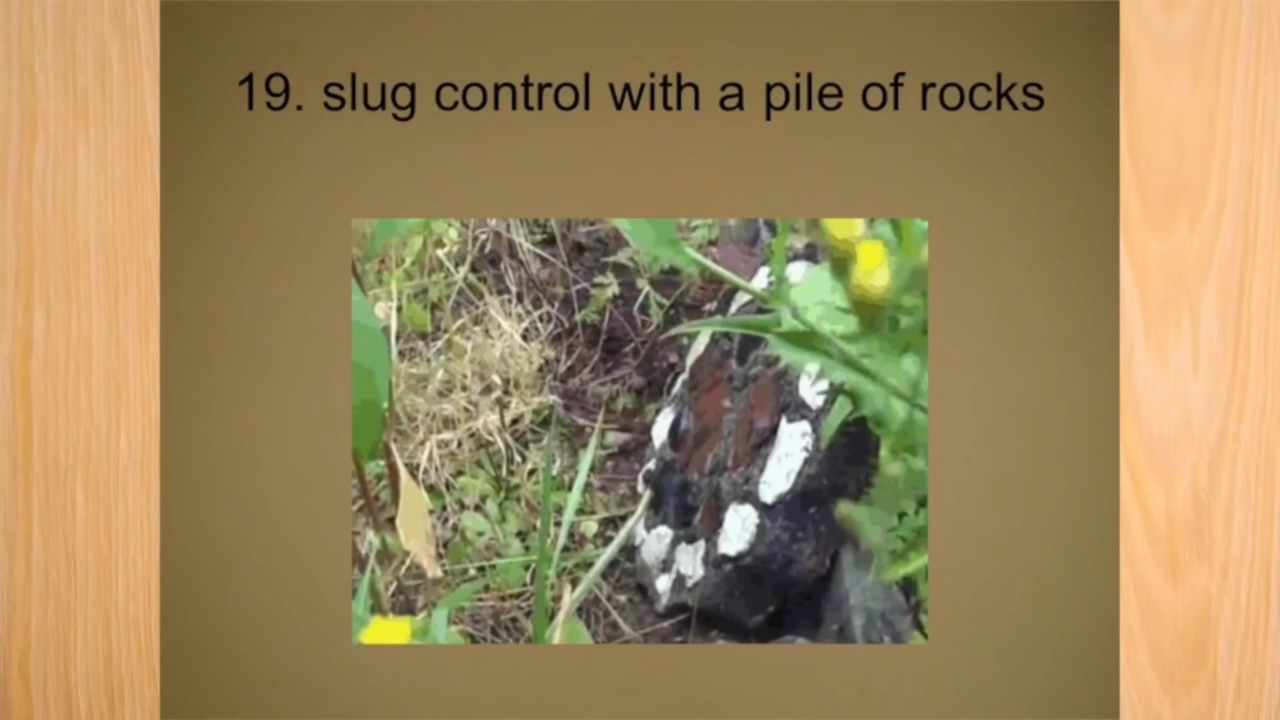 19. slug control with a pile of rocks